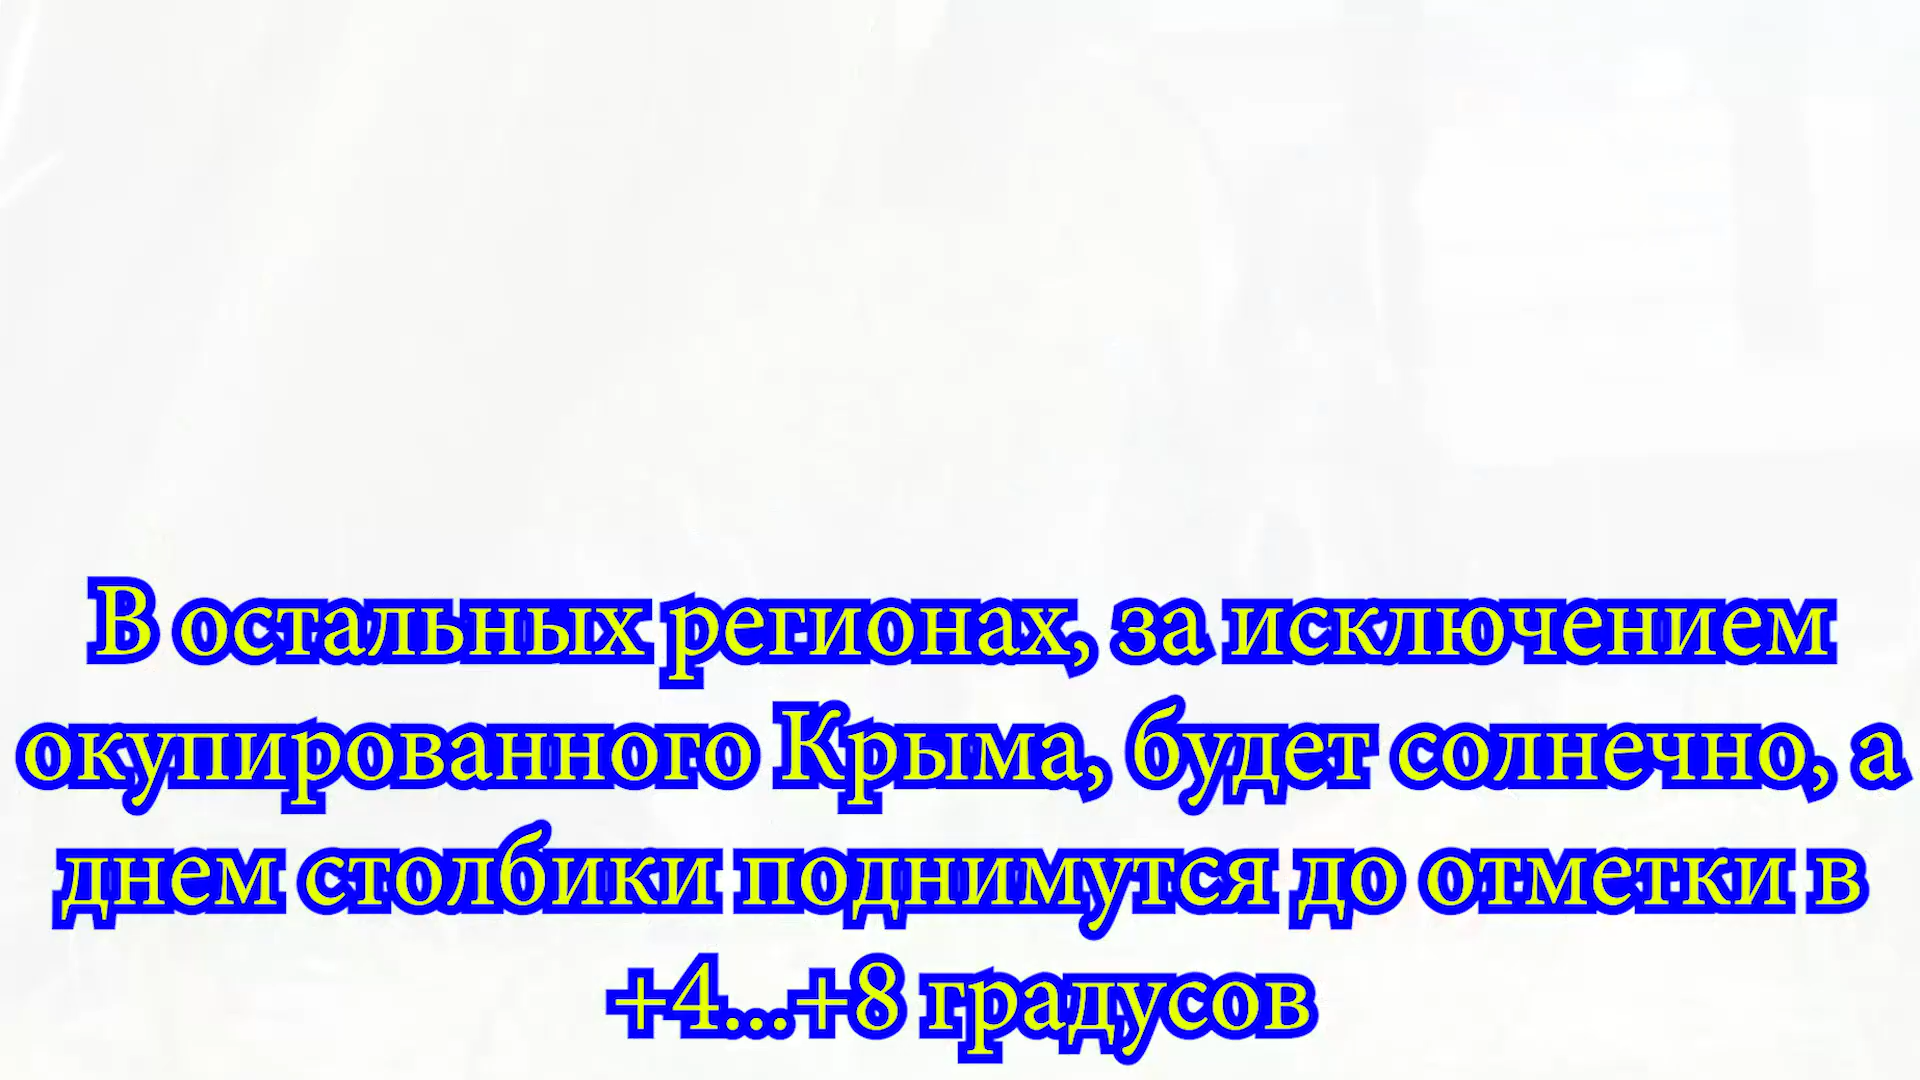 В остальных регионах, за исключением
окупированного Крыма, будет солнечно, а
днем столбики поднимутся до отметки в
+4...+8 градусов